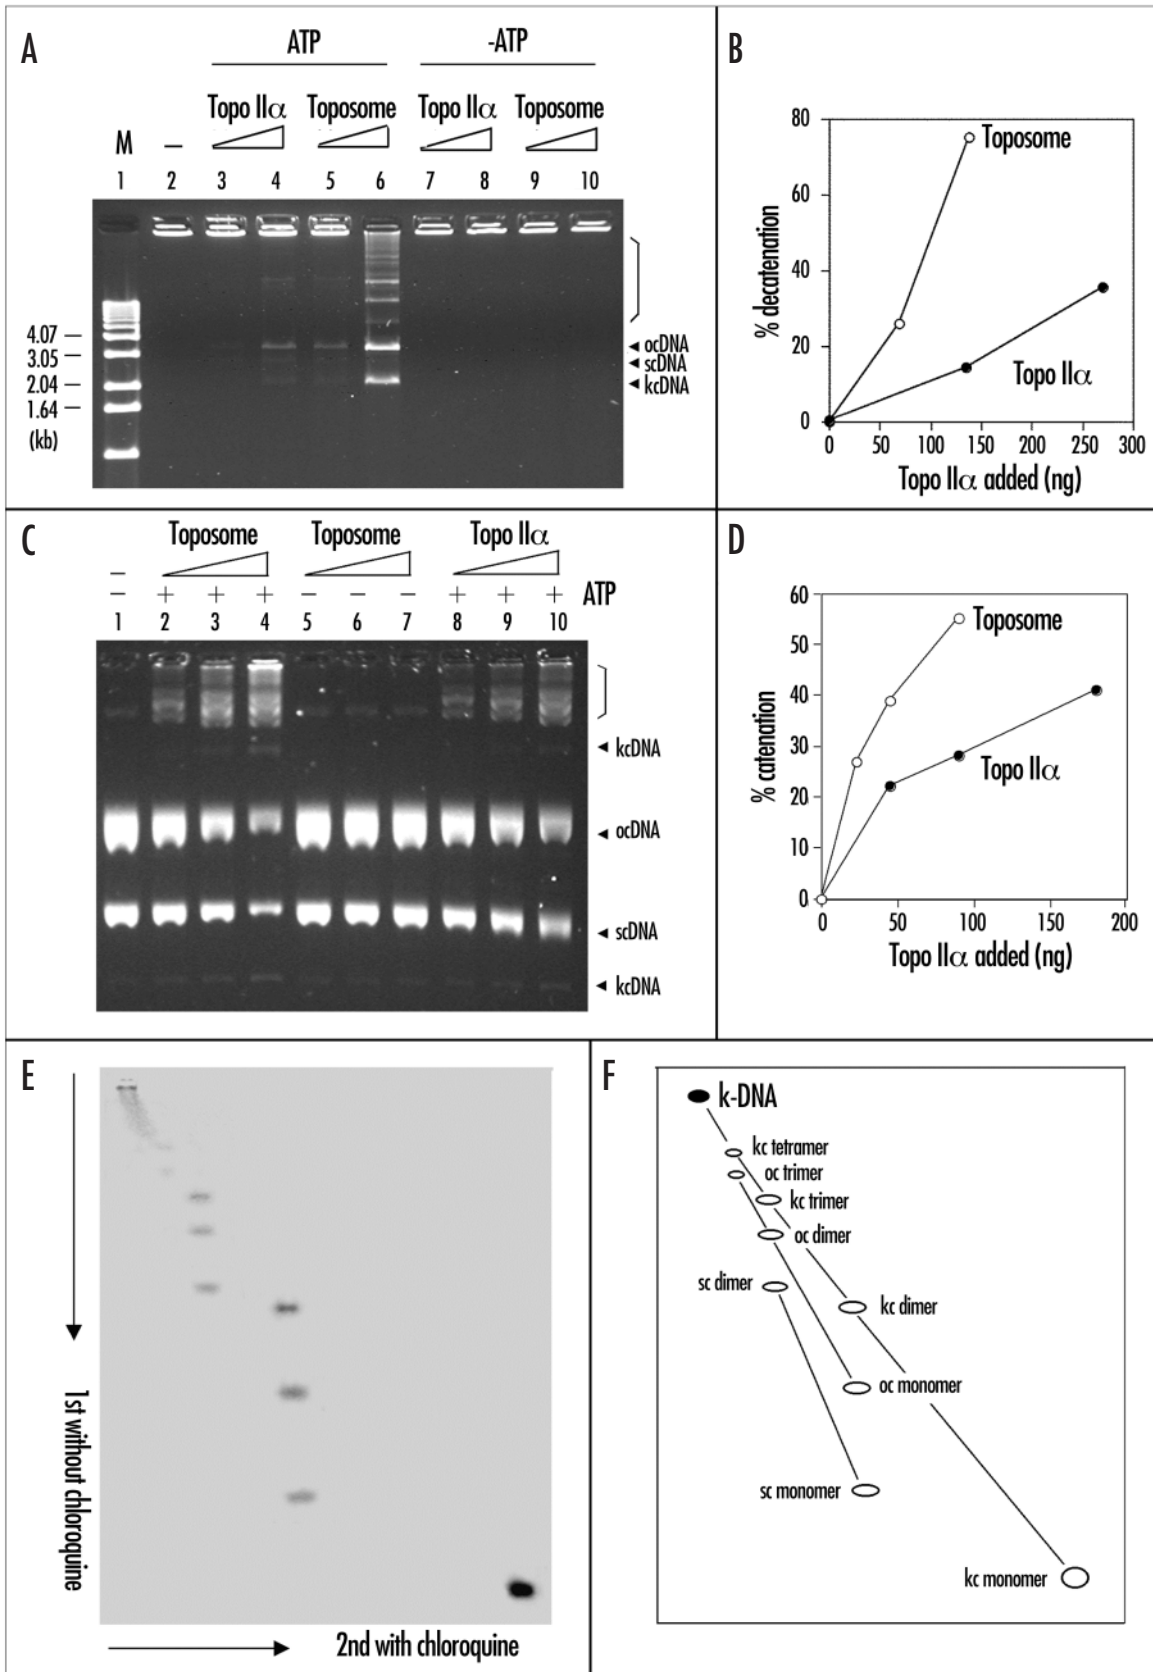 A
ATP
-ATP
Topo IIα
Toposome
Topo IIα
Toposome
M
–
1
2
3
4
5
6
7
8
9
10
4.07
3.05
2.04
1.64
(kb)
ocDNA
scDNA
kcDNA
B
80
60
40
20
0
% decatenation
Toposome
Topo IIα
0
50
100
150
200
250
300
Topo IIα added (ng)
C
Toposome
Toposome
Topo IIα
–
– + + + – – – + + + ATP
1
2
3
4
5
6
7
8
9
10
kcDNA
ocDNA
scDNA
kcDNA
D
60
50
40
30
20
10
0
% catenation
Toposome
Topo IIα
0
50
100
150
200
Topo IIα added (ng)
E
1st without chloroquine
2nd with chloroquine
F
k-DNA
kc tetramer
oc trimer
kc trimer
oc dimer
sc dimer
kc dimer
oc monomer
sc monomer
kc monomer